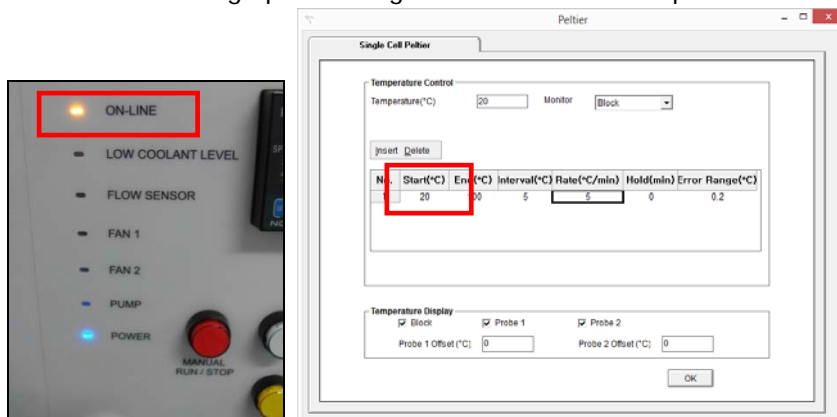 Peltier
Single Cell Peltier
Temperature Control
Temperature(°C) 20 Monitor Block
Insert Delete
Start(°C) End(°C) Interval(°C) Rate(°C/min) Hold(min) Error Range(°C)
20 5 5 0 0.2
Temperature Display
Block Probe 1 Probe 2
Probe 1 Offset (°C) 0 Probe 2 Offset (°C) 0
OK
ON-LINE
LOW COOLANT LEVEL
FLOW SENSOR
FAN 1
FAN 2
PUMP
POWER
MANUAL
RUN / STOP